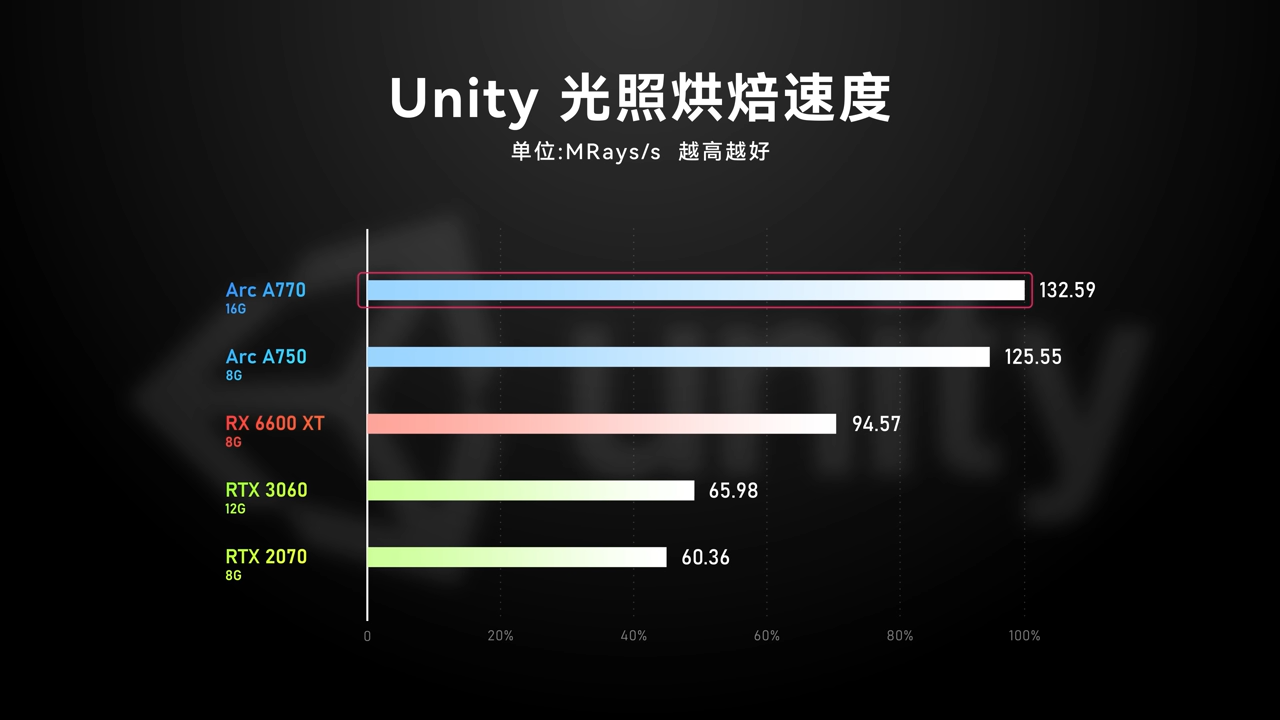 Unity 光照烘焙速度
单位:MRays/s 越高越好
Arc A770
16G
132.59
Arc A750
8G
125.55
RX 6600 XT
8G
94.57
RTX 3060
12G
65.98
RTX 2070
8G
60.36
0 20% 40% 60% 80% 100%
unity